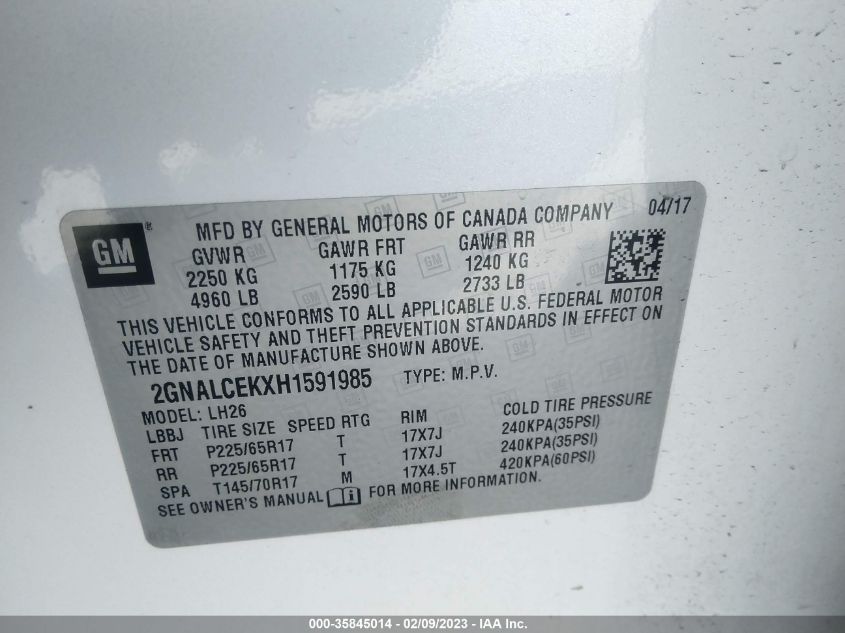 GM ®
MFD BY GENERAL MOTORS OF CANADA COMPANY 04/17
GVWR GAWR FRT GAWR RR
2250 KG 1175 KG 1240 KG
4960 LB 2590 LB 2733 LB
THIS VEHICLE CONFORMS TO ALL APPLICABLE U.S. FEDERAL MOTOR
VEHICLE SAFETY AND THEFT PREVENTION STANDARDS IN EFFECT ON
THE DATE OF MANUFACTURE SHOWN ABOVE.
2GNALCEKXH1591985 TYPE: M.P.V.
MODEL: LH26
LBBJ TIRE SIZE SPEED RTG RIM COLD TIRE PRESSURE
FRT P225/65R17 T 17X7J 240KPA(35PSI)
RR P225/65R17 T 17X7J 240KPA(35PSI)
SPA T145/70R17 M 17X4.5T 420KPA(60PSI)
SEE OWNER'S MANUAL FOR MORE INFORMATION.
000-35845014 - 02/09/2023 - IAA Inc.